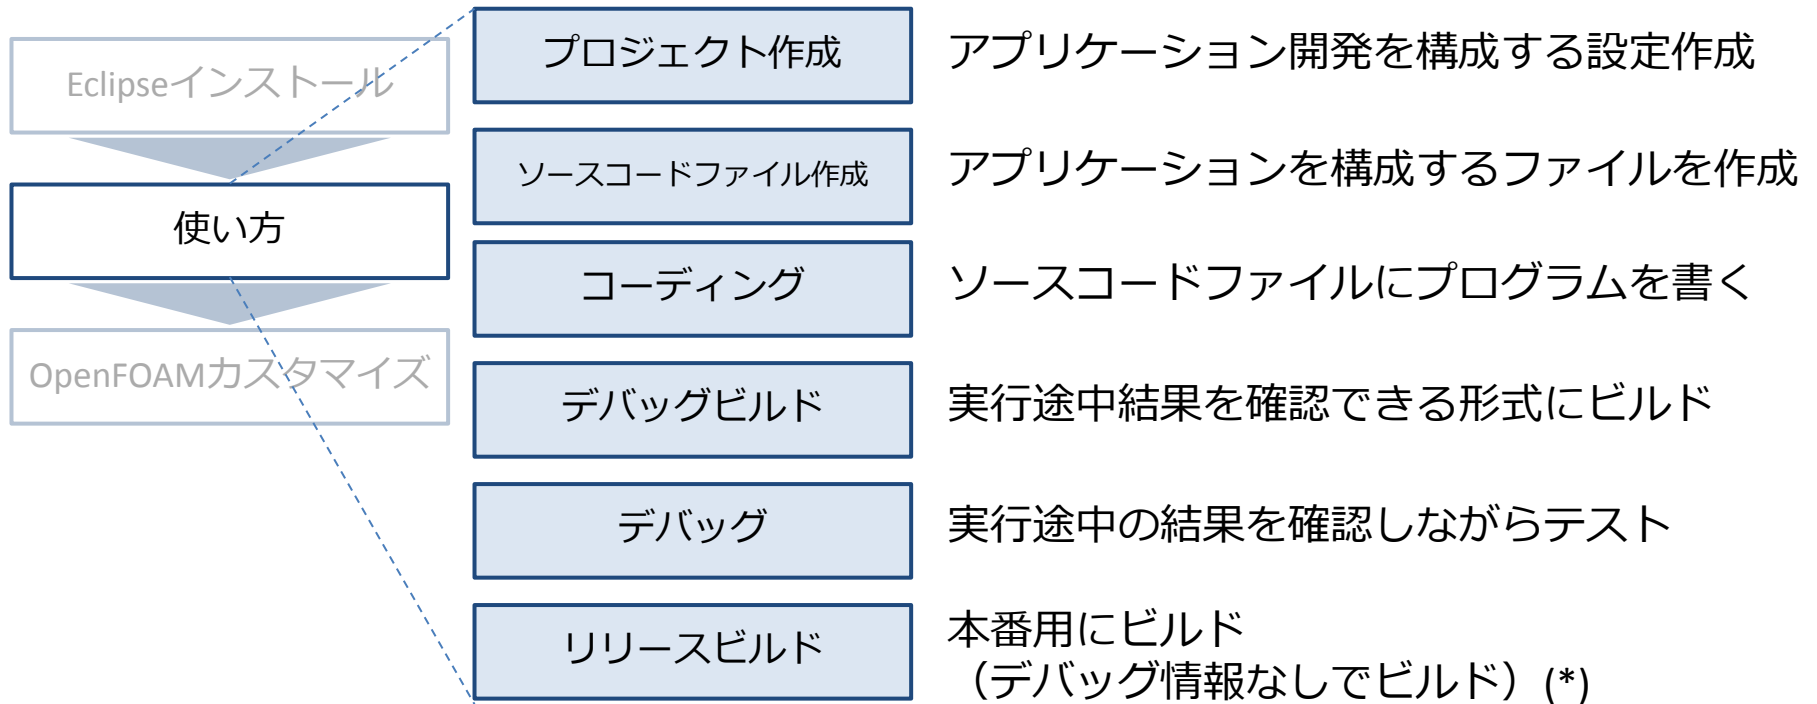 Eclipseインストール
使い方
OpenFOAMカスタマイズ
プロジェクト作成
アプリケーション開発を構成する設定作成
ソースコードファイル作成
アプリケーションを構成するファイルを作成
コーディング
ソースコードファイルにプログラムを書く
デバッグビルド
実行途中結果を確認できる形式にビルド
デバッグ
実行途中の結果を確認しながらテスト
リリースビルド
本番用にビルド
（デバッグ情報なしでビルド）(*)